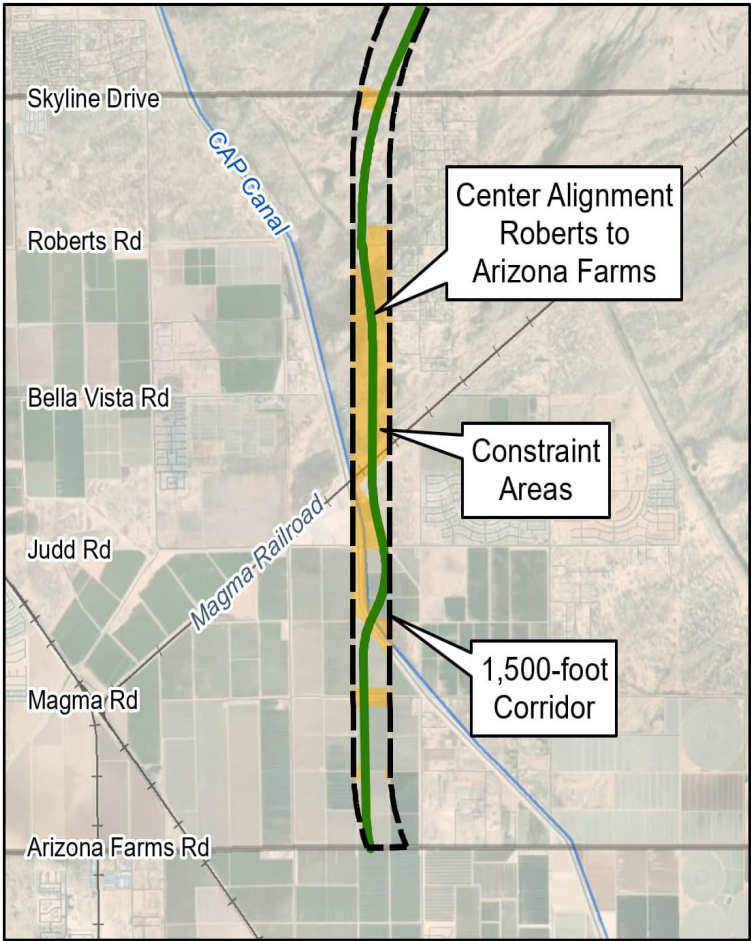 Skyline Drive
CAP Canal
Center Alignment
Roberts to
Arizona Farms
Roberts Rd
Bella Vista Rd
Constraint
Areas
Magma Railroad
Judd Rd
1,500-foot
Corridor
Magma Rd
Arizona Farms Rd